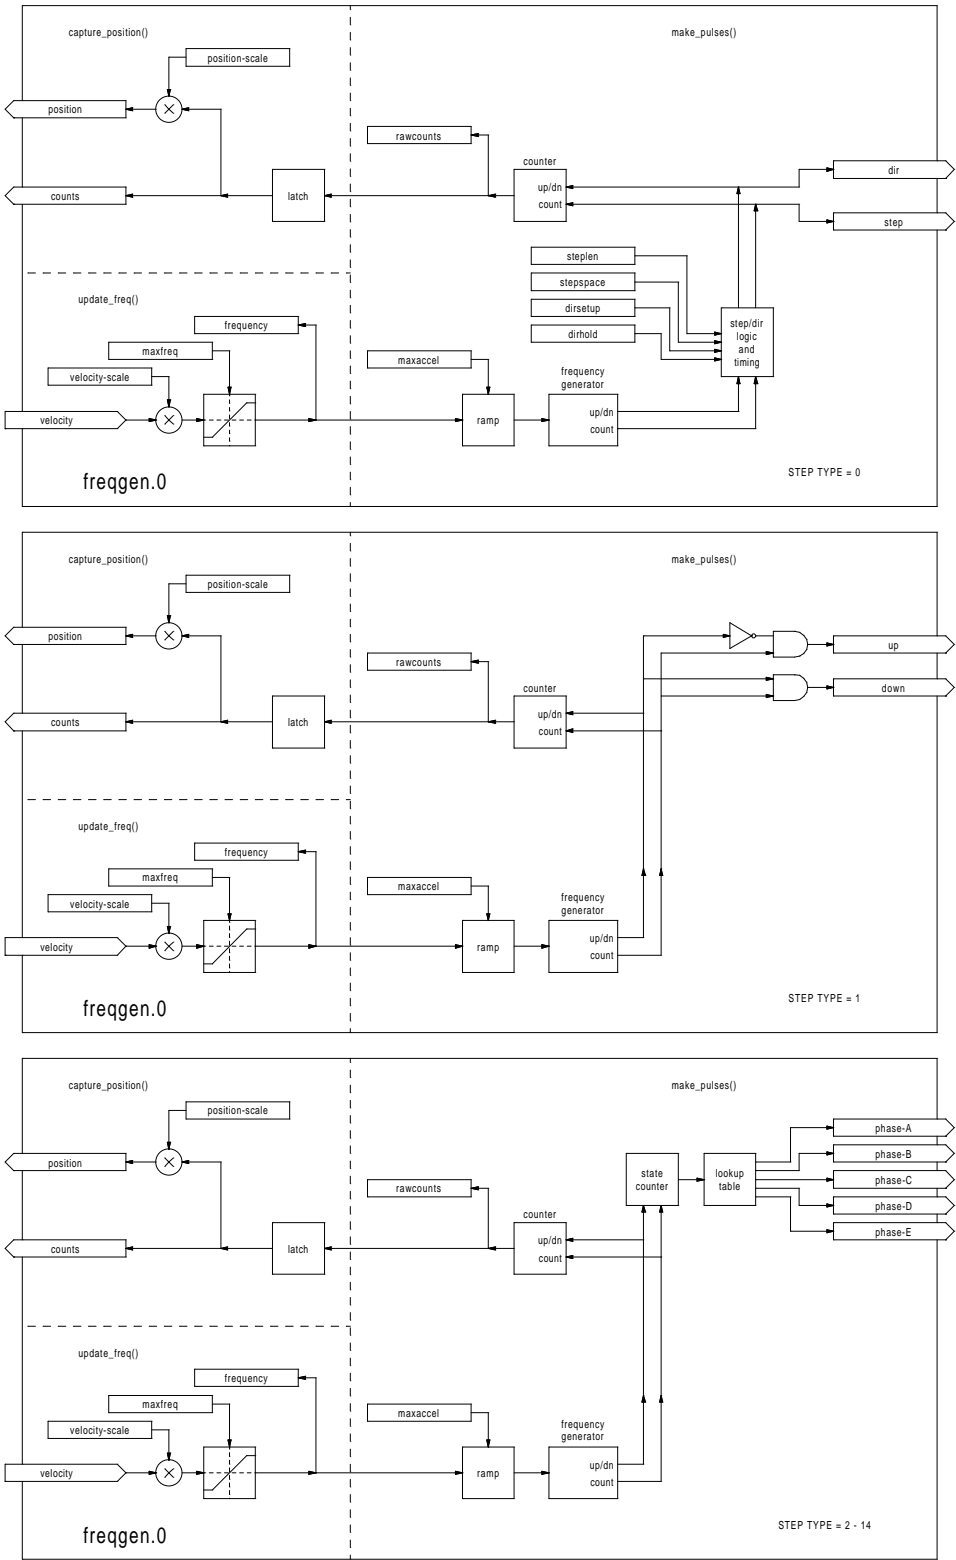 capture_position()
make_pulses()
position-scale
position
rawcounts
counter
dir
up/dn
counts
latch
count
step
steplen
stepspace
update_freq()
dirsetup
frequency
step/dir
logic
and
timing
dirhold
maxfreq
maxaccel
velocity-scale
frequency
generator
velocity
ramp
up/dn
count
freqgen.0
STEP TYPE = 0
capture_position()
make_pulses()
position-scale
position
up
rawcounts
down
counter
up/dn
counts
latch
count
update_freq()
frequency
maxfreq
maxaccel
velocity-scale
frequency
generator
velocity
ramp
up/dn
count
freqgen.0
STEP TYPE = 1
capture_position()
make_pulses()
position-scale
phase-A
position
phase-B
state
counter
lookup
table
phase-C
rawcounts
phase-D
counter
phase-E
up/dn
counts
latch
count
update_freq()
frequency
maxfreq
maxaccel
velocity-scale
frequency
generator
velocity
ramp
up/dn
count
freqgen.0
STEP TYPE = 2 - 14